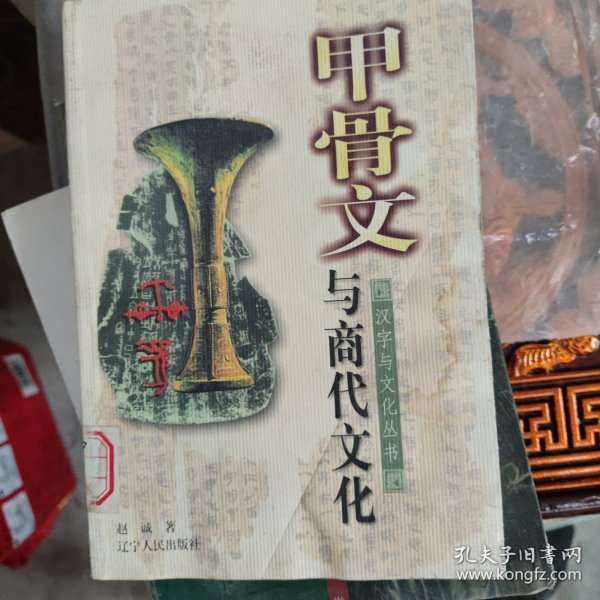 甲骨文
与商代文化
汉字与文化丛书
赵诚著
辽宁人民出版社
孔夫子旧书网
www.kongfz.com